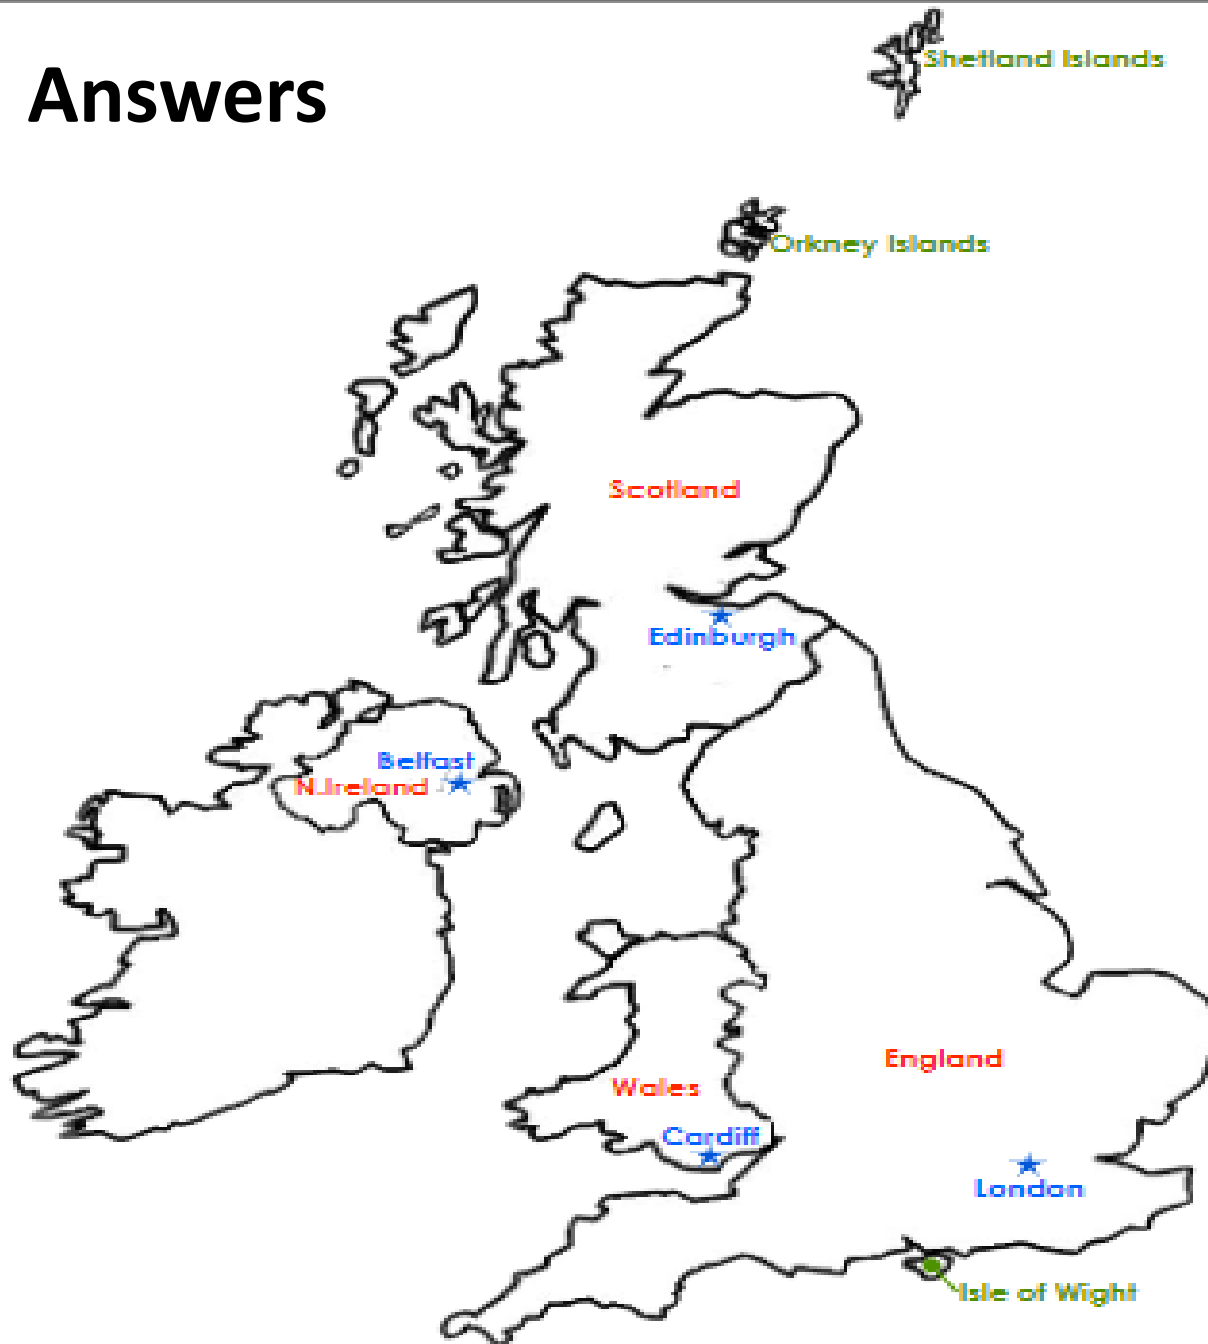 Shetland Islands
Answers
Orkney Islands
Scotland
Edinburgh
Belfast
N.Ireland
England
Wales
Cardiff
London
Isle of Wight